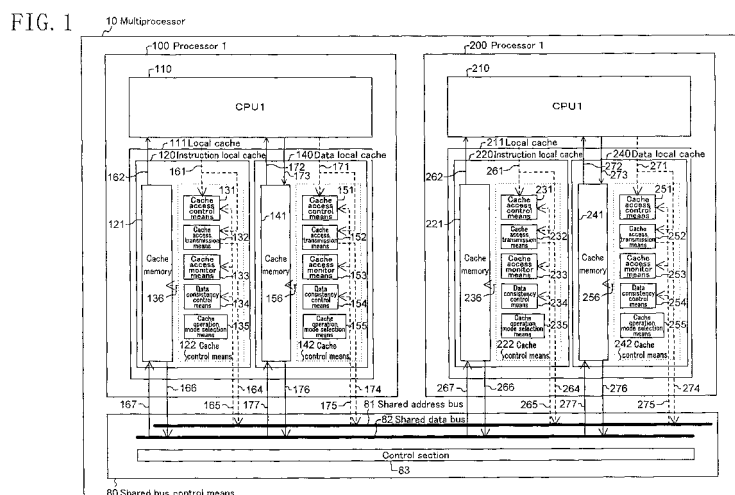 FIG. 1
10 Multiprocessor
100 Processor 1
200 Processor 1
110
210
CPU1
CPU1
111 Local cache
211 Local cache
120 Instruction local cache
140 Data local cache
220 Instruction local cache
240 Data local cache
162
161
172
173
171
262
261
272
273
271
121
131
141
151
221
231
241
251
Cache access control means
Cache access control means
Cache access control means
Cache access control means
132
152
232
252
Cache access transmission means
Cache access transmission means
Cache access transmission means
Cache access transmission means
Cache memory
Cache memory
Cache memory
Cache memory
133
153
233
253
Cache access monitor means
Cache access monitor means
Cache access monitor means
Cache access monitor means
136
156
236
256
134
154
234
254
Data consistency control means
Data consistency control means
Data consistency control means
Data consistency control means
135
155
235
255
Cache operation mode selection means
Cache operation mode selection means
Cache operation mode selection means
Cache operation mode selection means
122 Cache control means
142 Cache control means
222 Cache control means
242 Cache control means
166
164
176
174
267
266
264
276
274
167
165
177
175
265
277
275
81 Shared address bus
82 Shared data bus
Control section
83
80 Shared bus control means